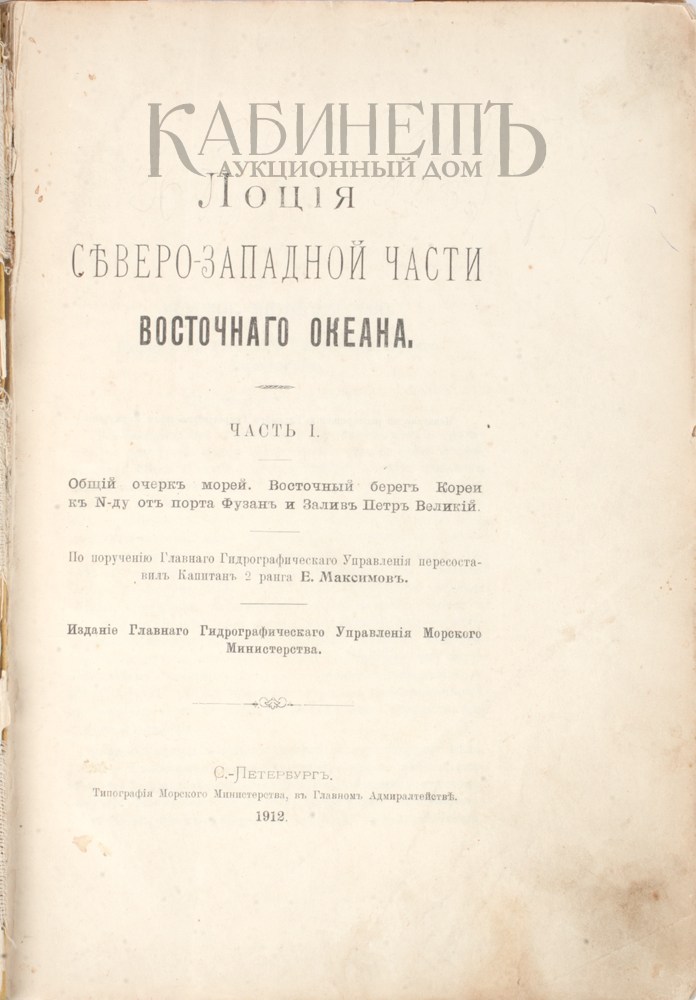 КАБИНЕТЪ
АУКЦИОННЫЙ ДОМ
Лоція
СѢВЕРО-ЗАПАДНОЙ ЧАСТИ
ВОСТОЧНАГО ОКЕАНА.
ЧАСТЬ I.
Общій очеркъ морей. Восточный берегъ Кореи
къ N-ду отъ порта Фузанъ и Заливъ Петръ Великій.
По порученію Главнаго Гидрографическаго Управленія пересоста-
вилъ Капитанъ 2 ранга Е. Максимовъ.
Изданіе Главнаго Гидрографическаго Управленія Морского
Министерства.
С.-Петербургъ.
Типографія Морского Министерства, въ Главномъ Адмиралтействѣ.
1912.